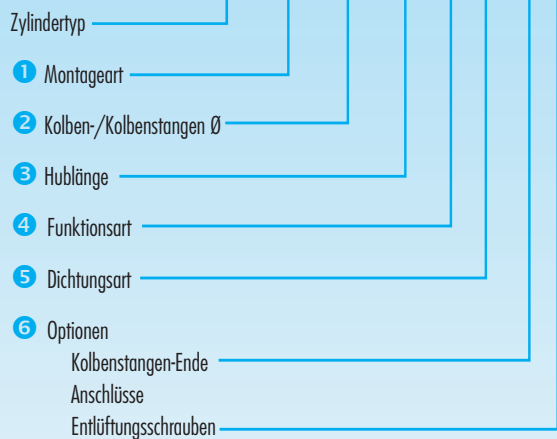 Zylindertyp
1 Montageart
2 Kolben-/Kolbenstangen Ø
3 Hublänge
4 Funktionsart
5 Dichtungsart
6 Optionen
Kolbenstangen-Ende
Anschlüsse
Entlüftungsschrauben